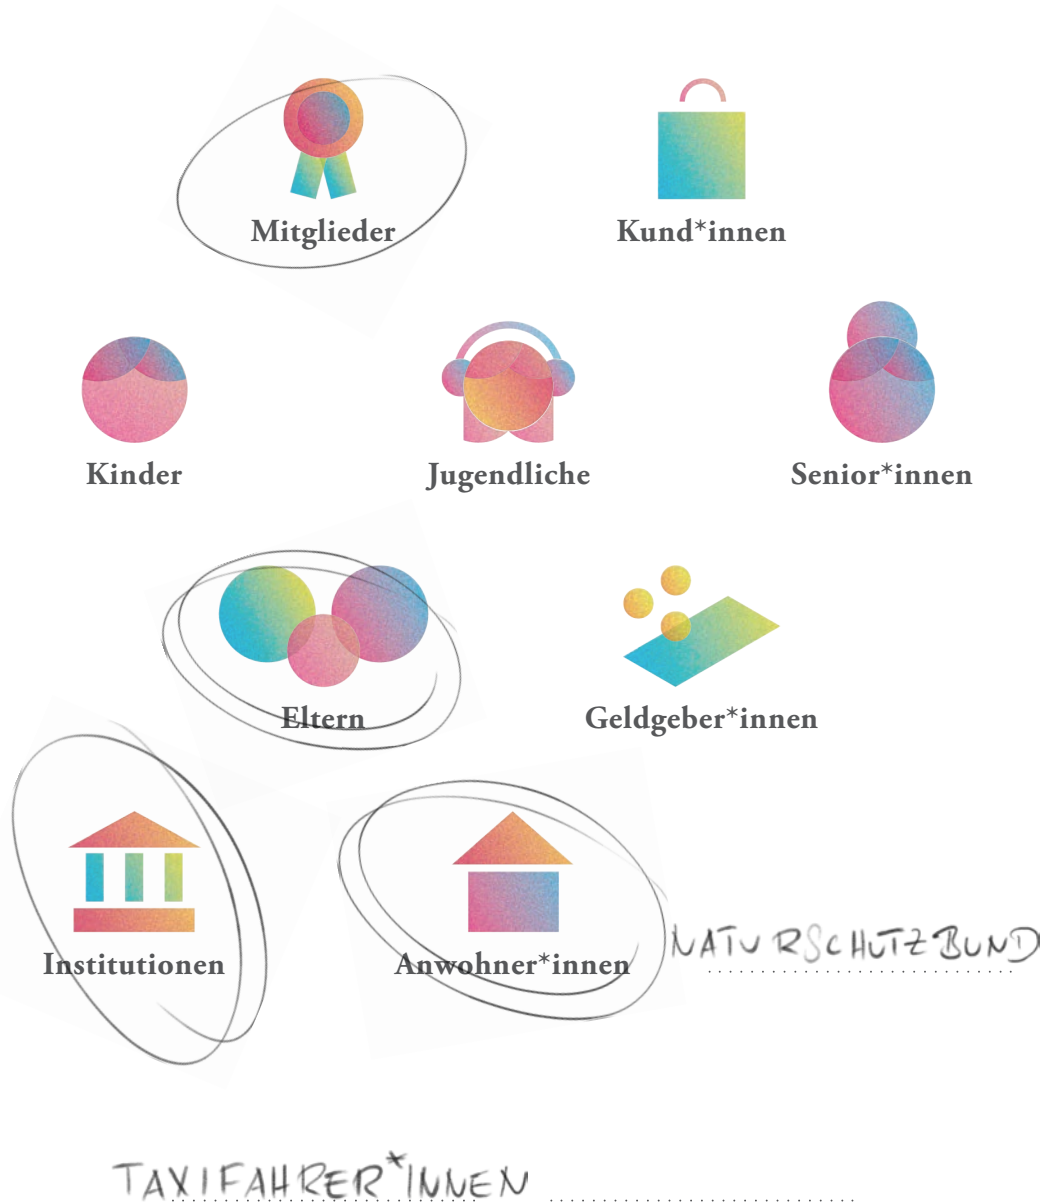 Mitglieder Kund*innen
Kinder Jugendliche Senior*innen
Eltern Geldgeber*innen
Institutionen Anwohner*innen NATURSCHUTZBUND
TAXIFAHRER*INNEN